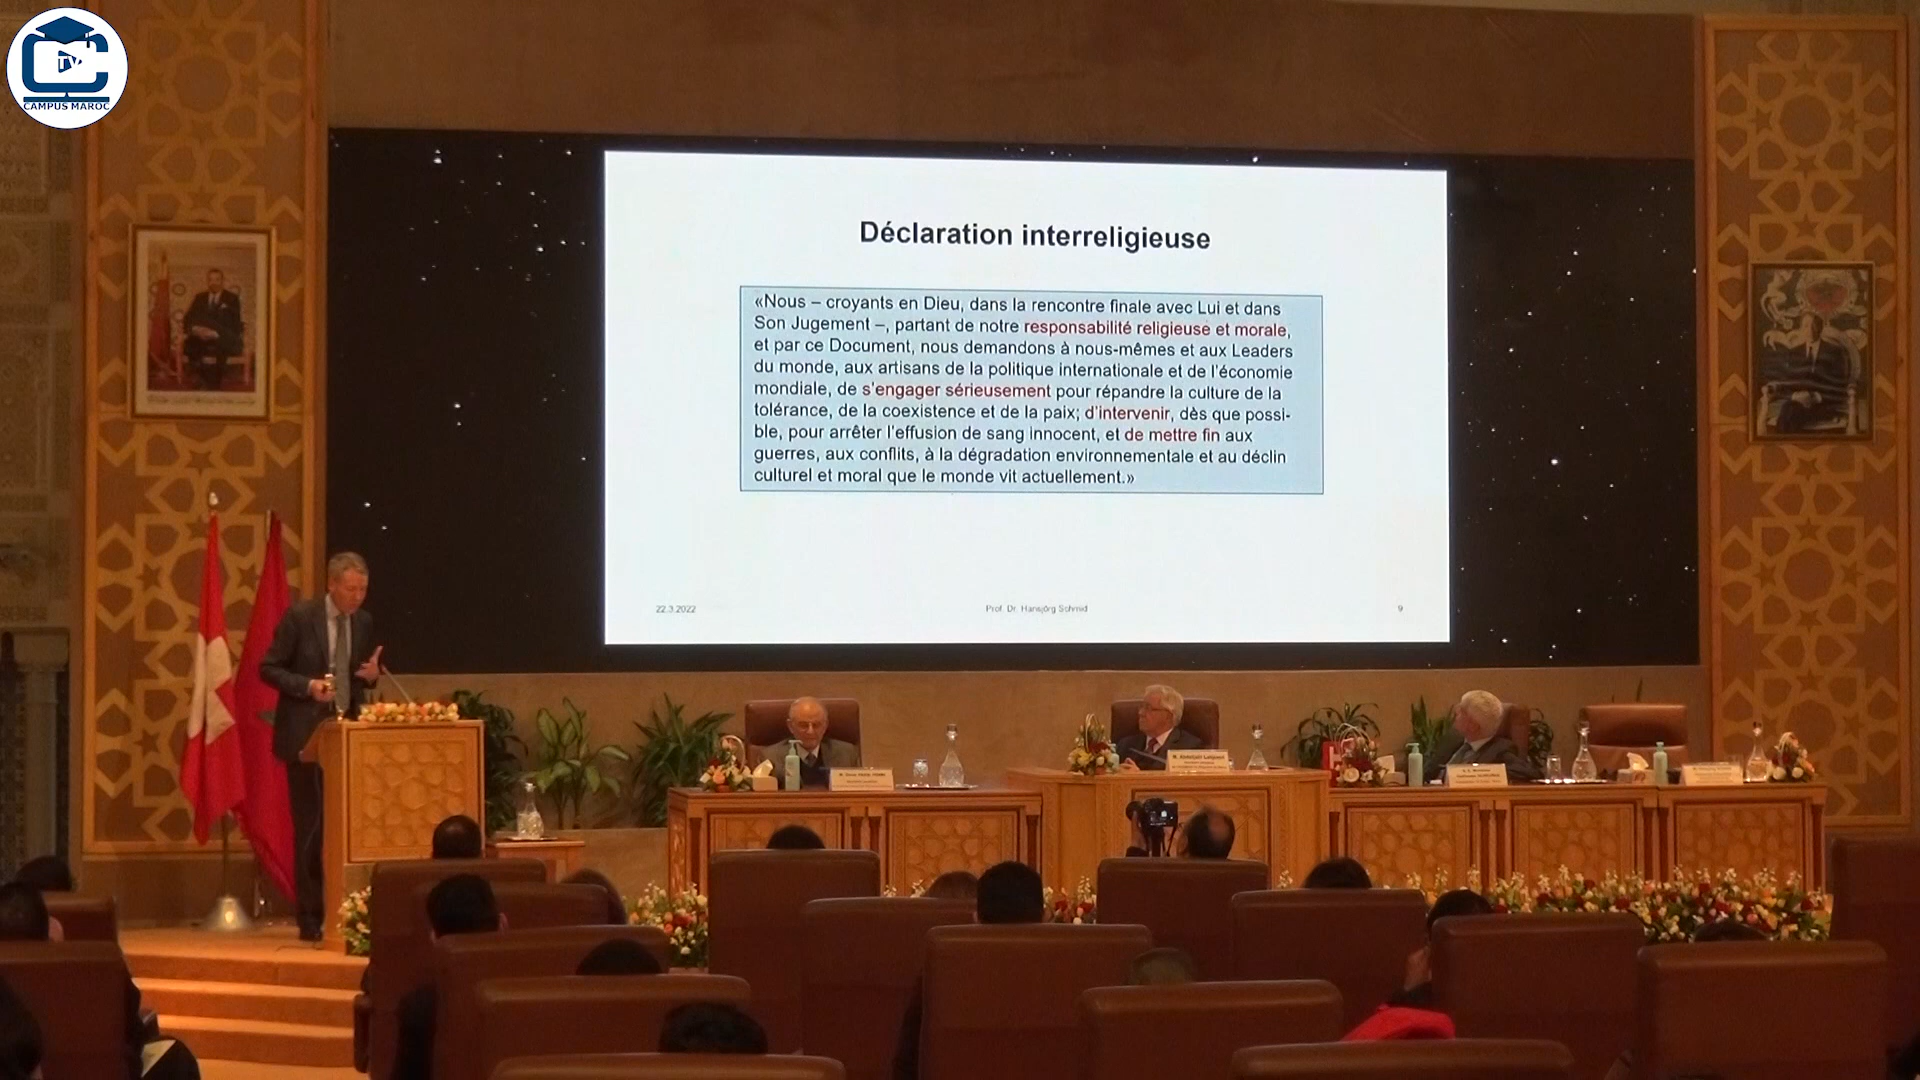 TV
CAMPUS MAROC
Déclaration interreligieuse
«Nous – croyants en Dieu, dans la rencontre finale avec Lui et dans
Son Jugement –, partant de notre responsabilité religieuse et morale,
et par ce Document, nous demandons à nous-mêmes et aux Leaders
du monde, aux artisans de la politique internationale et de l'économie
mondiale, de s'engager sérieusement pour répandre la culture de la
tolérance, de la coexistence et de la paix; d'intervenir, dès que possi-
ble, pour arrêter l'effusion de sang innocent, et de mettre fin aux
guerres, aux conflits, à la dégradation environnementale et au déclin
culturel et moral que le monde vit actuellement.»
22.3.2022
Prof. Dr. Hansjörg Schmid
9